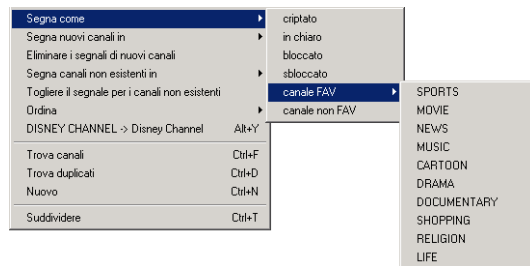 Segna come
Segna nuovi canali in
Eliminare i segnali di nuovi canali
Segna canali non esistenti in
Togliere il segnale per i canali non esistenti
Ordina
DISNEY CHANNEL -> Disney Channel Alt+Y
Trova canali Ctrl+F
Trova duplicati Ctrl+D
Nuovo Ctrl+N
Suddividere Ctrl+T
criptato
in chiaro
bloccato
sbloccato
canale FAV
canale non FAV
SPORTS
MOVIE
NEWS
MUSIC
CARTOON
DRAMA
DOCUMENTARY
SHOPPING
RELIGION
LIFE